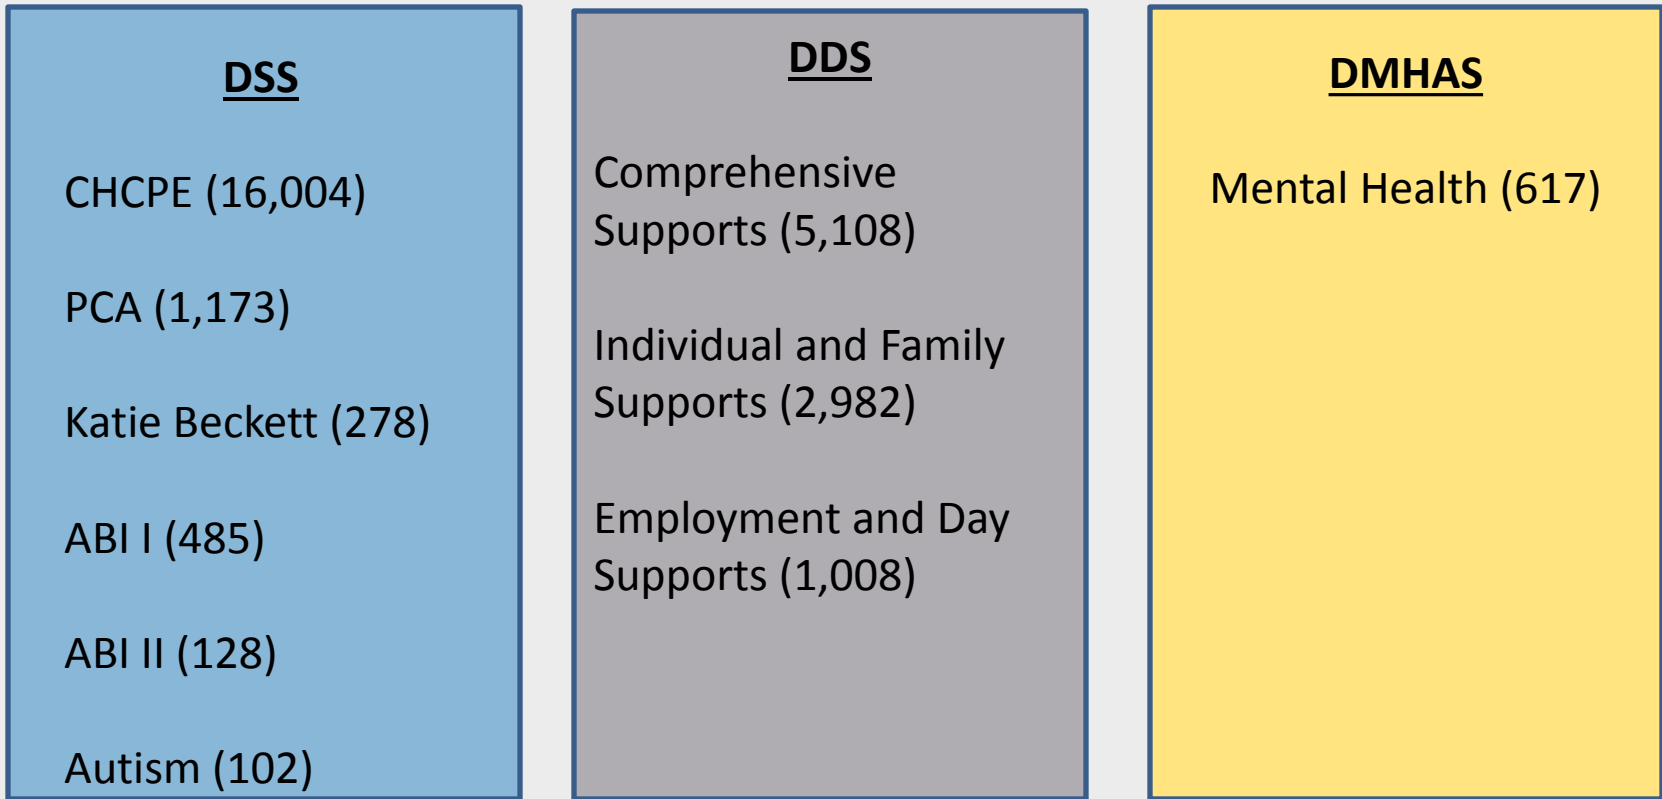 DSS
CHCPE (16,004)
PCA (1,173)
Katie Beckett (278)
ABI I (485)
ABI II (128)
Autism (102)
DDS
Comprehensive
Supports (5,108)
Individual and Family
Supports (2,982)
Employment and Day
Supports (1,008)
DMHAS
Mental Health (617)